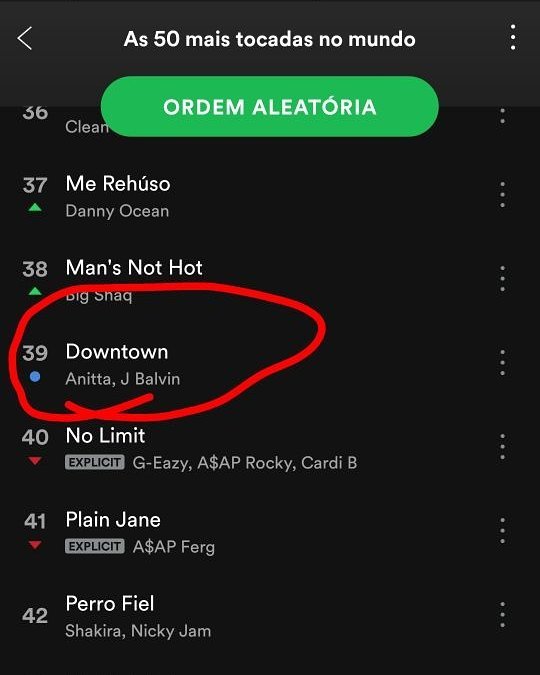 As 50 mais tocadas no mundo
ORDEM ALEATÓRIA
36
Clean
37 Me Rehúso
Danny Ocean
38 Man's Not Hot
Big Shaq
39 Downtown
Anitta, J Balvin
40 No Limit
EXPLICIT G-Eazy, A$AP Rocky, Cardi B
41 Plain Jane
EXPLICIT A$AP Ferg
42 Perro Fiel
Shakira, Nicky Jam